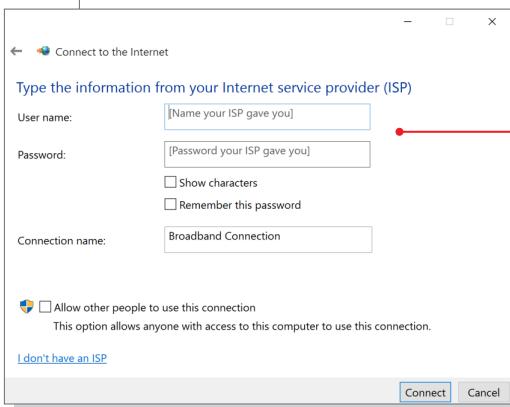 Connect to the Internet
Type the information from your Internet service provider (ISP)
User name:
[Name your ISP gave you]
Password:
[Password your ISP gave you]
Show characters
Remember this password
Connection name:
Broadband Connection
Allow other people to use this connection
This option allows anyone with access to this computer to use this connection.
I don't have an ISP
Connect
Cancel